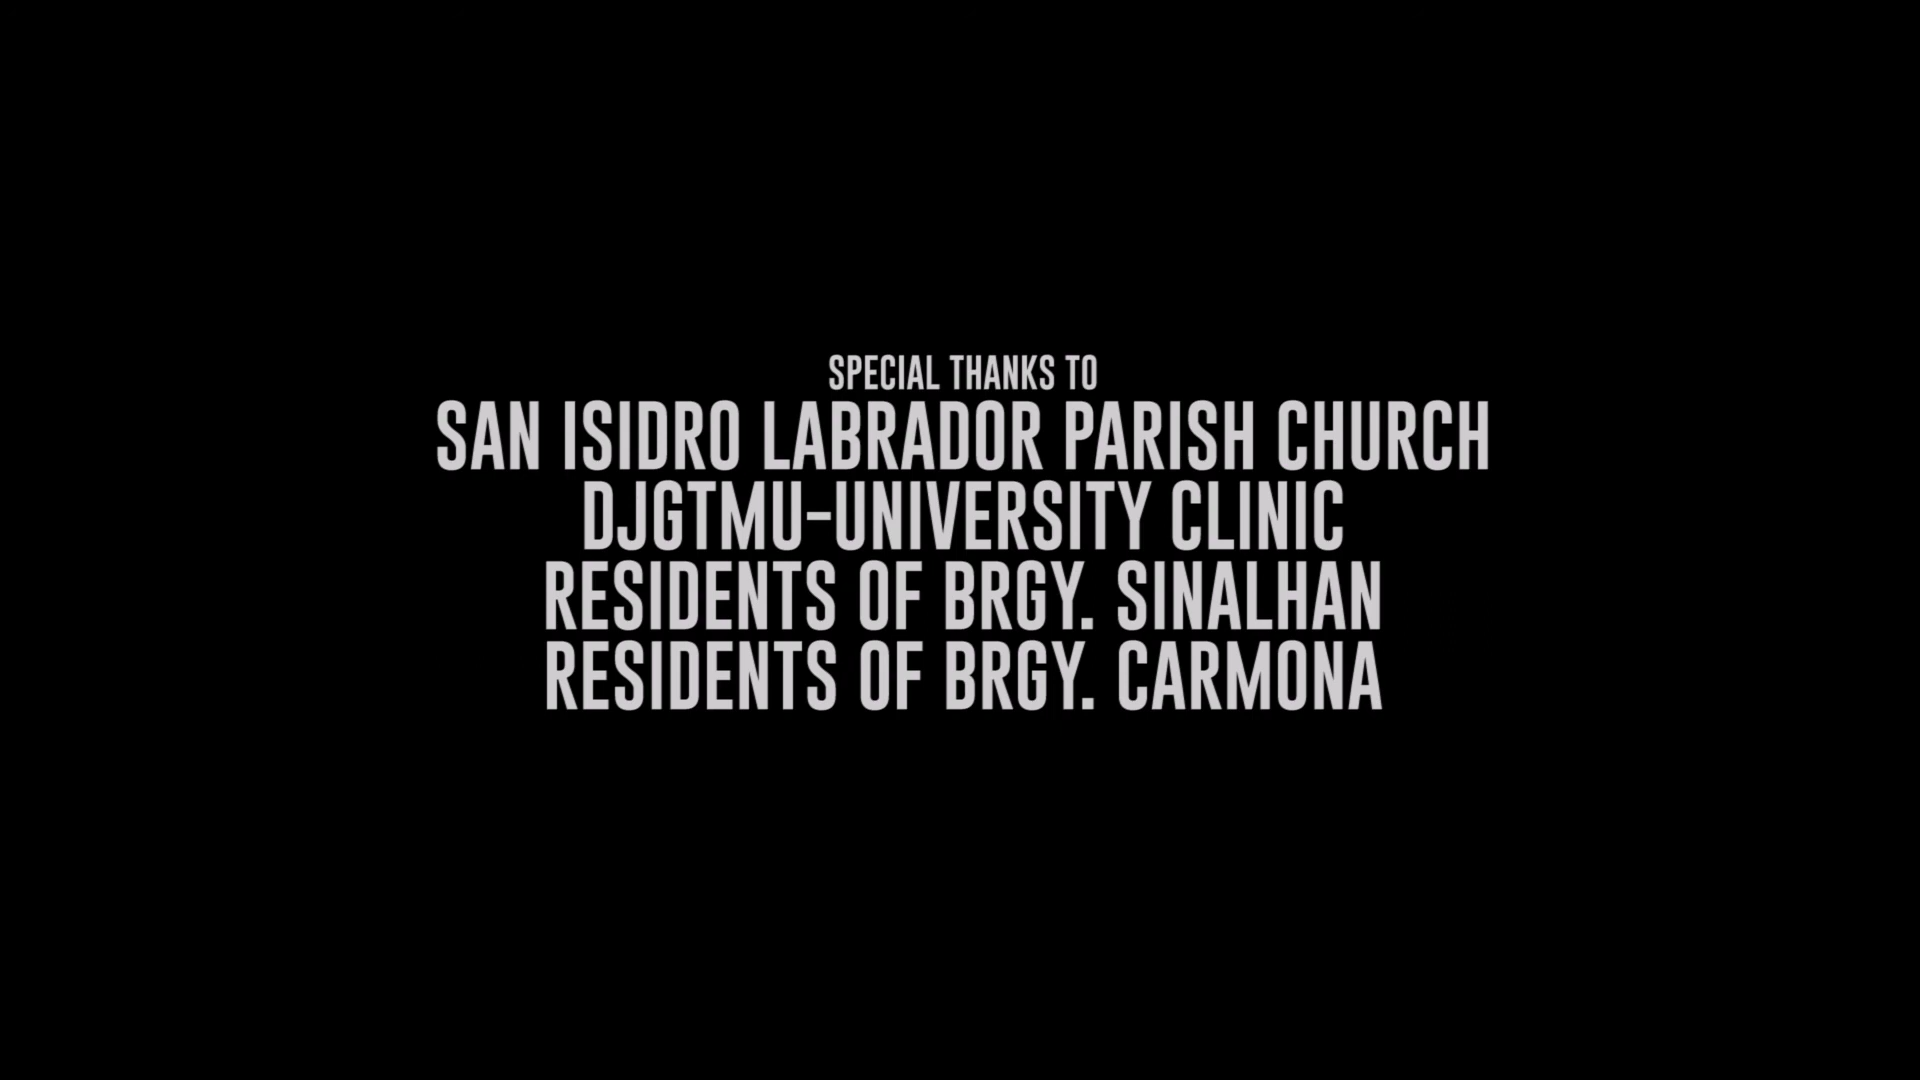 SPECIAL THANKS TO
SAN ISIDRO LABRADOR PARISH CHURCH
DJGTMU-UNIVERSITY CLINIC
RESIDENTS OF BRGY. SINALHAN
RESIDENTS OF BRGY. CARMONA